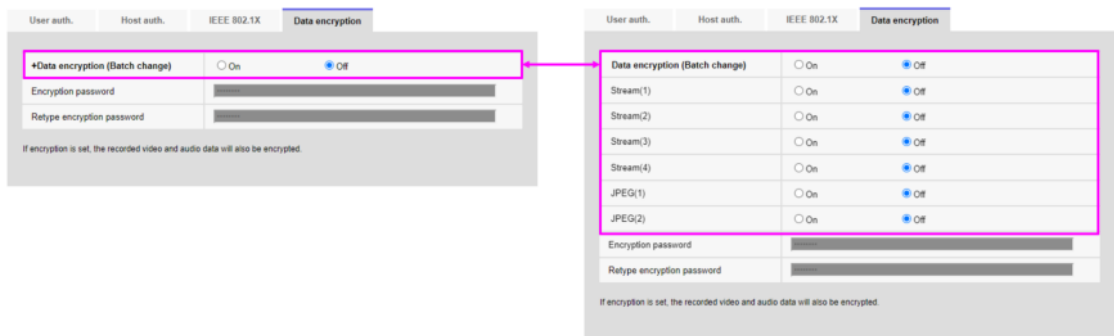 User auth. Host auth. IEEE 802.1X Data encryption
+Data encryption (Batch change) On Off
Encryption password
Retype encryption password
If encryption is set, the recorded video and audio data will also be encrypted.
User auth. Host auth. IEEE 802.1X Data encryption
Data encryption (Batch change) On Off
Stream(1) On Off
Stream(2) On Off
Stream(3) On Off
Stream(4) On Off
JPEG(1) On Off
JPEG(2) On Off
Encryption password
Retype encryption password
If encryption is set, the recorded video and audio data will also be encrypted.